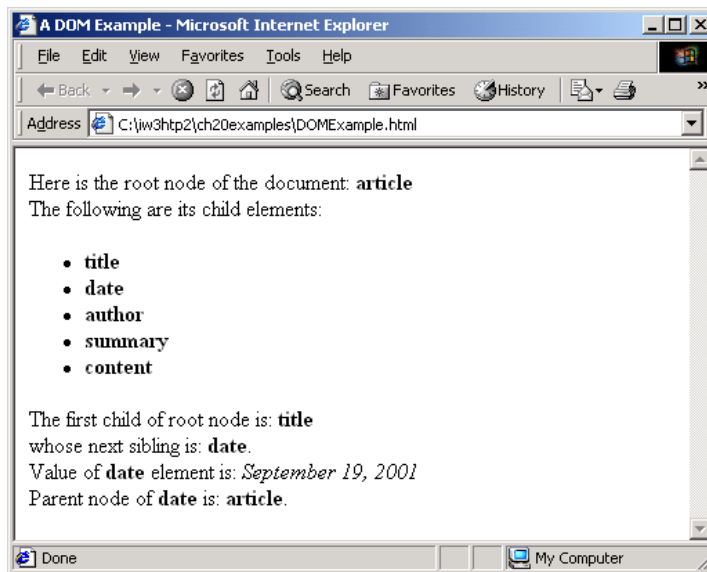 A DOM Example - Microsoft Internet Explorer
File Edit View Favorites Tools Help
Back Search Favorites History »
Address C:\iw3htp2\ch20examples\DOMExample.html
Here is the root node of the document: article
The following are its child elements:
• title
• date
• author
• summary
• content
The first child of root node is: title
whose next sibling is: date.
Value of date element is: September 19, 2001
Parent node of date is: article.
Done My Computer